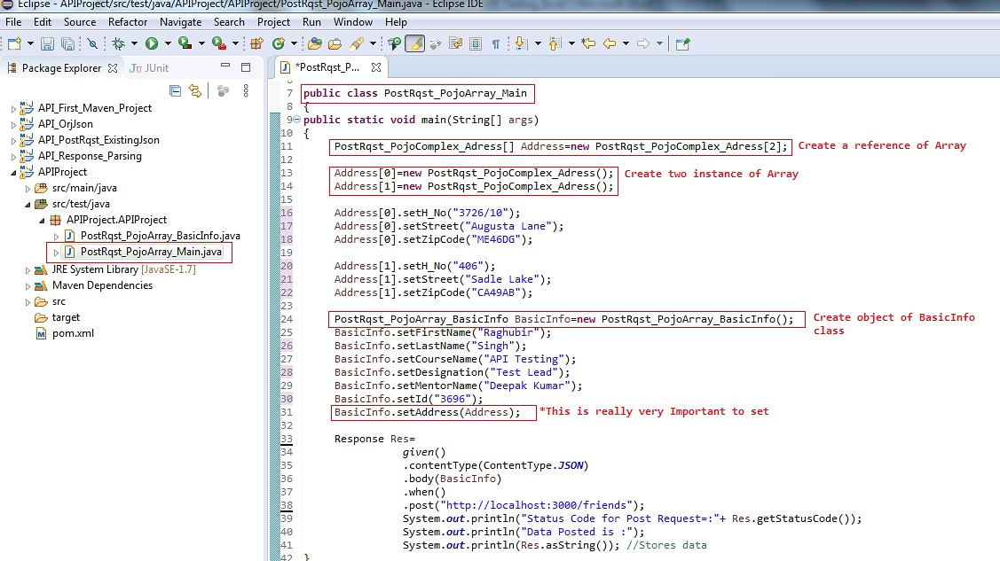 Eclipse - APIProject/src/test/java/APIProject/APIProject/PostRqst_PojoArray_Main.java - Eclipse IDE
File Edit Source Refactor Navigate Search Project Run Window Help
Package Explorer JUnit
*PostRqst_P...
API_First_Maven_Project
API_OrjJson
API_PostRqst_ExistingJson
API_Response_Parsing
APIProject
src/main/java
src/test/java
APIProject.APIProject
PostRqst_PojoArray_BasicInfo.java
PostRqst_PojoArray_Main.java
JRE System Library [JavaSE-1.7]
Maven Dependencies
src
target
pom.xml
7 public class PostRqst_PojoArray_Main
8 {
9 public static void main(String[] args)
10 {
11 PostRqst_PojoComplex_Adress[] Address=new PostRqst_PojoComplex_Adress[2]; Create a reference of Array
12
13 Address[0]=new PostRqst_PojoComplex_Adress(); Create two instance of Array
14 Address[1]=new PostRqst_PojoComplex_Adress();
15
16 Address[0].setH_No("3726/10");
17 Address[0].setStreet("Augusta Lane");
18 Address[0].setZipCode("ME46DG");
19
20 Address[1].setH_No("406");
21 Address[1].setStreet("Sadle Lake");
22 Address[1].setZipCode("CA49AB");
23
24 PostRqst_PojoArray_BasicInfo BasicInfo=new PostRqst_PojoArray_BasicInfo(); Create object of BasicInfo
class
25 BasicInfo.setFirstName("Raghubir");
26 BasicInfo.setLastName("Singh");
27 BasicInfo.setCourseName("API Testing");
28 BasicInfo.setDesignation("Test Lead");
29 BasicInfo.setMentorName("Deepak Kumar");
30 BasicInfo.setId("3696");
31 BasicInfo.setAddress(Address); *This is really very Important to set
32
33 Response Res=
34 given()
35 .contentType(ContentType.JSON)
36 .body(BasicInfo)
37 .when()
38 .post("http://localhost:3000/friends");
39 System.out.println("Status Code for Post Request=:"+ Res.getStatusCode());
40 System.out.println("Data Posted is :");
41 System.out.println(Res.asString()); //Stores data
42 }